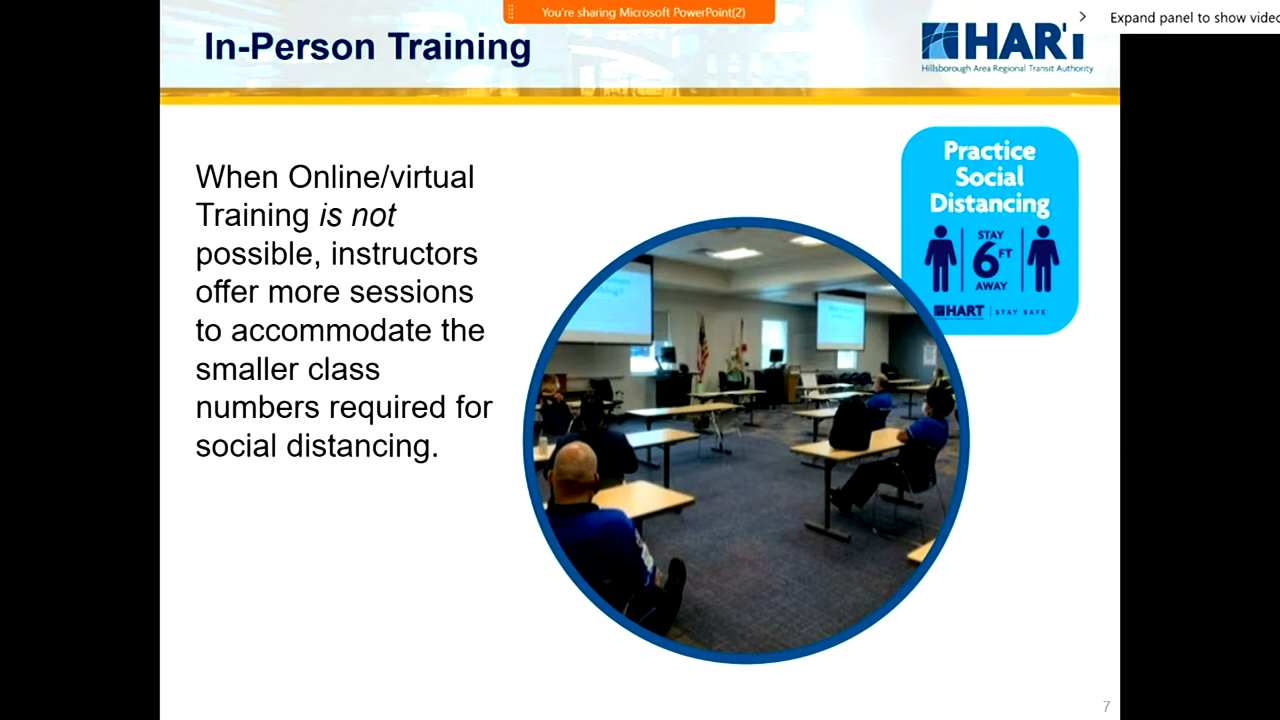 You're sharing Microsoft PowerPoint(2)
Expand panel to show video
In-Person Training
HART
Hillsborough Area Regional Transit Authority
When Online/virtual
Training is not
possible, instructors
offer more sessions
to accommodate the
smaller class
numbers required for
social distancing.
Practice
Social
Distancing
STAY
6 FT
AWAY
HART | STAY SAFE
7